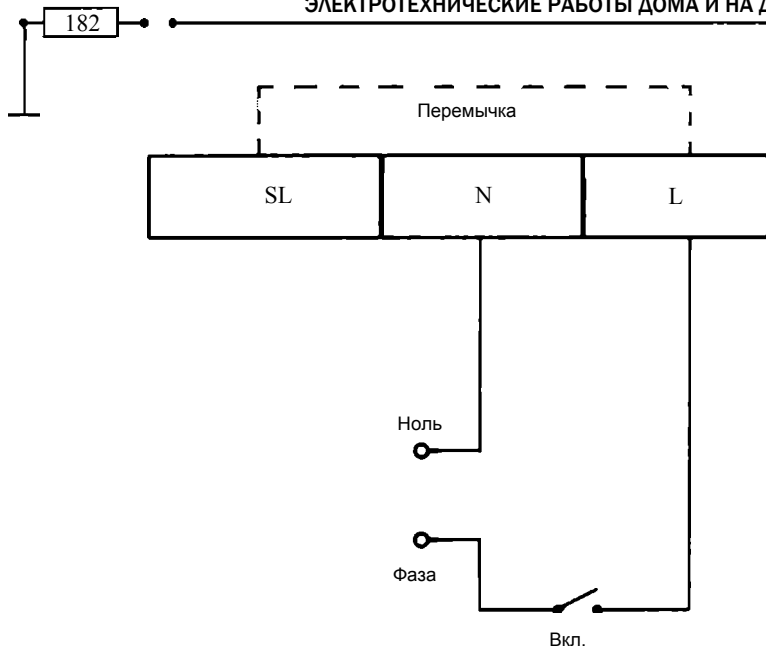 ЭЛЕКТРОТЕХНИЧЕСКИЕ РАБОТЫ ДОМА И НА Д
182
Перемычка
SL N L
Ноль
Фаза
Вкл.